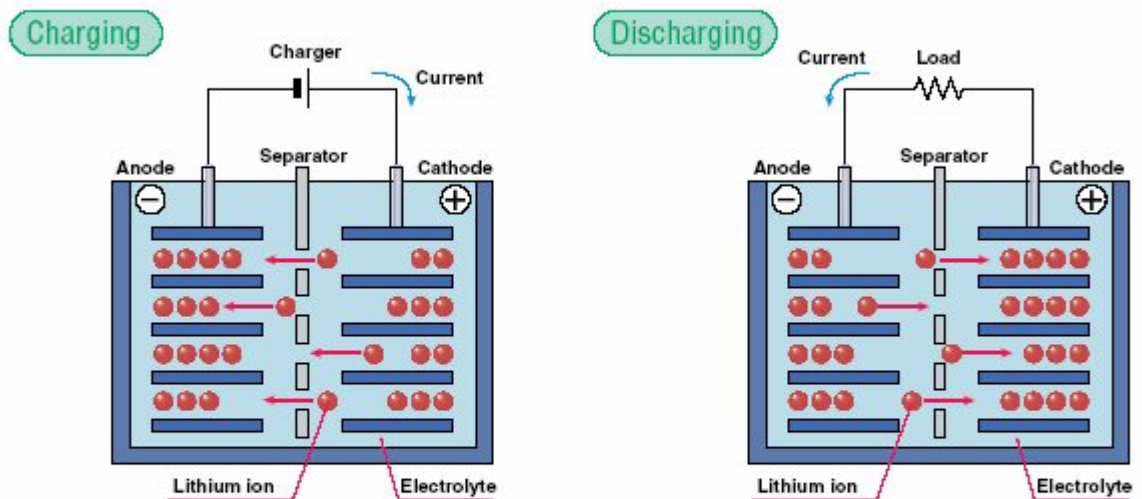 Charging
Charger
Current
Anode
Separator
Cathode
−
+
Lithium ion
Electrolyte
Discharging
Current
Load
Anode
Separator
Cathode
−
+
Lithium ion
Electrolyte